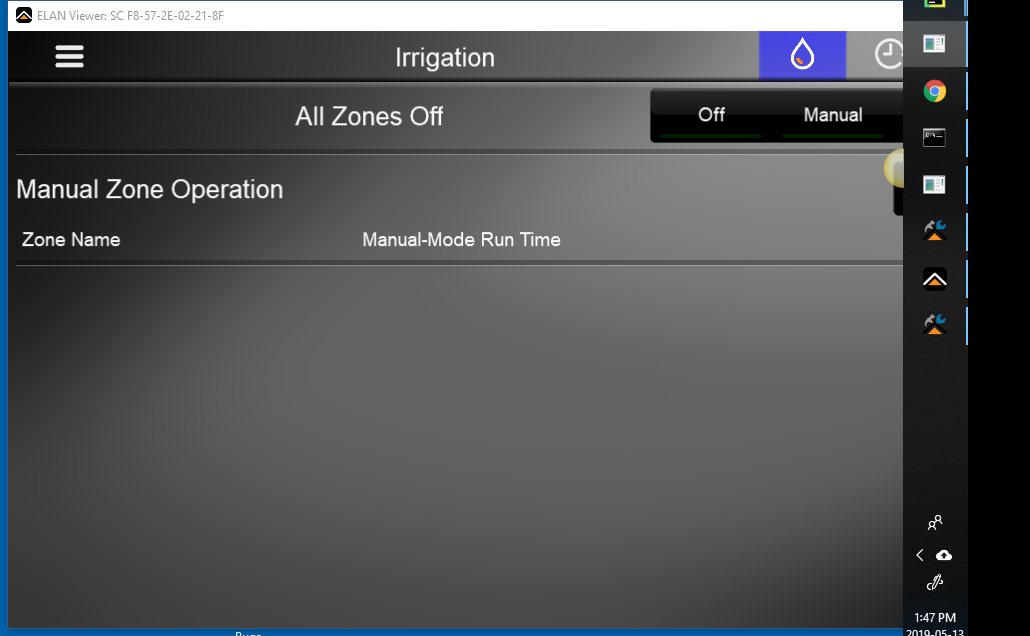 ELAN Viewer: SC F8-57-2E-02-21-8F
Irrigation
All Zones Off
Off
Manual
Manual Zone Operation
Zone Name
Manual-Mode Run Time
1:47 PM
2019-05-13